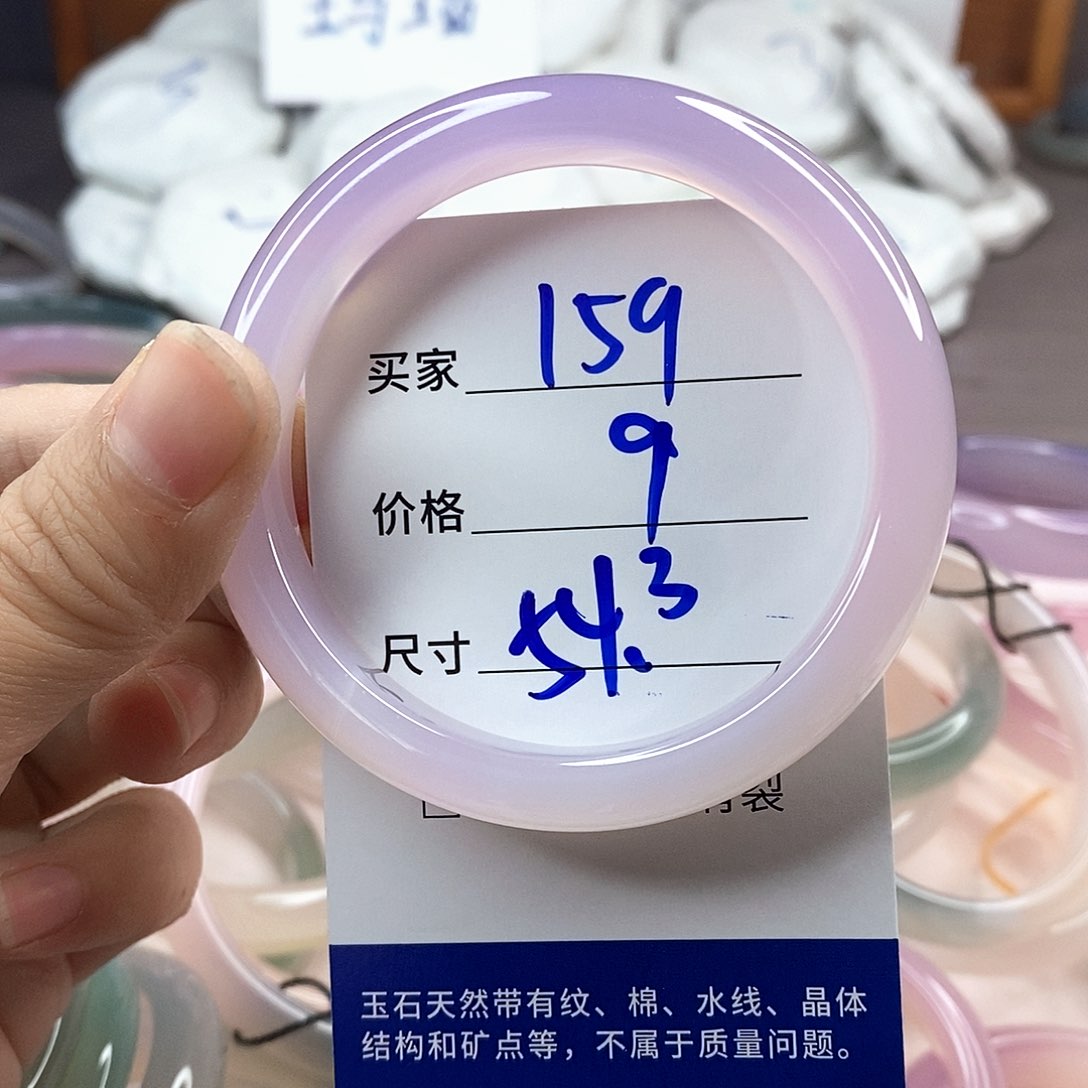 买家 159
价格 9
尺寸 54.3
裂
玉石天然带有纹、棉、水线、晶体
结构和矿点等，不属于质量问题。